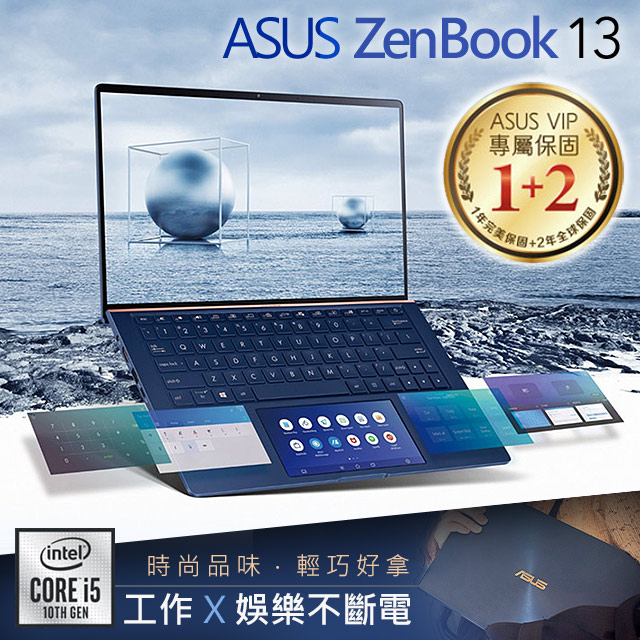 ASUS ZenBook 13
ASUS VIP
專屬保固
1+2
1年完美保固+2年全球保固
intel
CORE i5
10TH GEN
時尚品味．輕巧好拿
工作 X 娛樂不斷電
ASUS